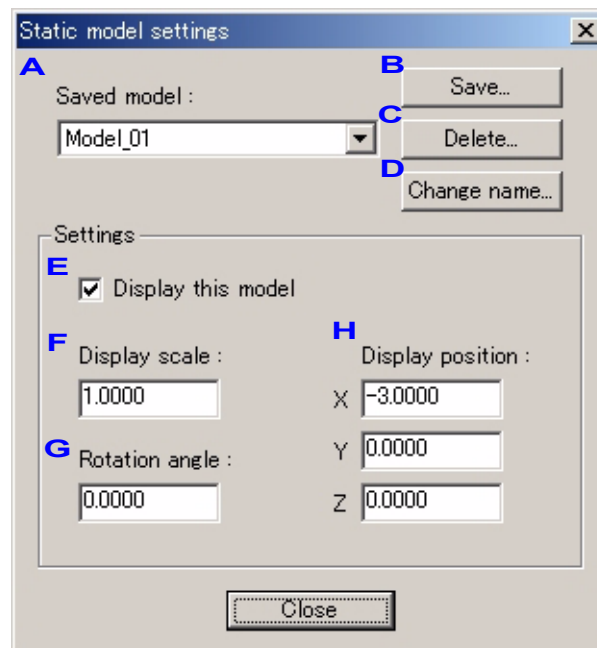 Static model settings
A
B
Saved model :
Save...
C
Model_01
Delete...
D
Change name...
Settings
E
Display this model
F
H
Display scale :
Display position :
1.0000
X -3.0000
G
Rotation angle :
Y 0.0000
0.0000
Z 0.0000
Close